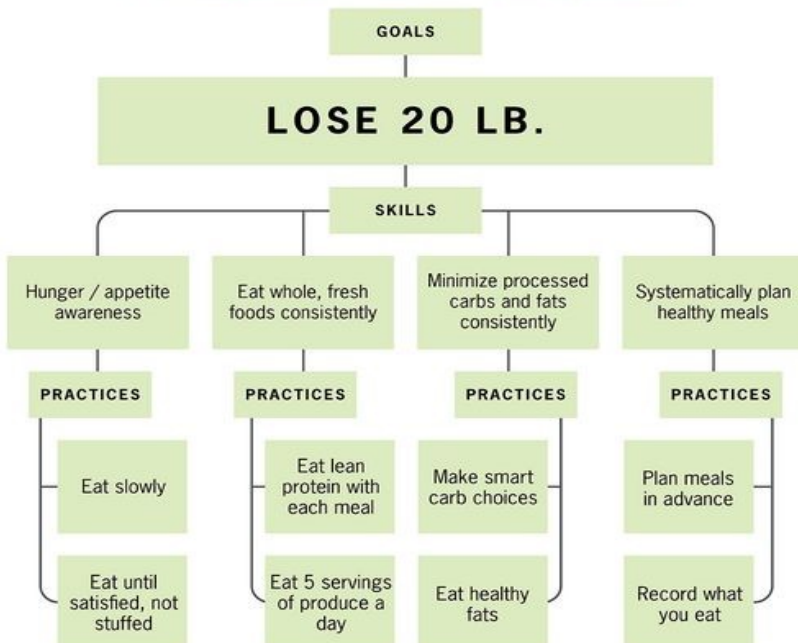 GOALS
LOSE 20 LB.
SKILLS
Hunger / appetite
awareness
Eat whole, fresh
foods consistently
Minimize processed
carbs and fats
consistently
Systematically plan
healthy meals
PRACTICES
PRACTICES
PRACTICES
PRACTICES
Eat slowly
Eat lean
protein with
each meal
Make smart
carb choices
Plan meals
in advance
Eat until
satisfied, not
stuffed
Eat 5 servings
of produce a
day
Eat healthy
fats
Record what
you eat